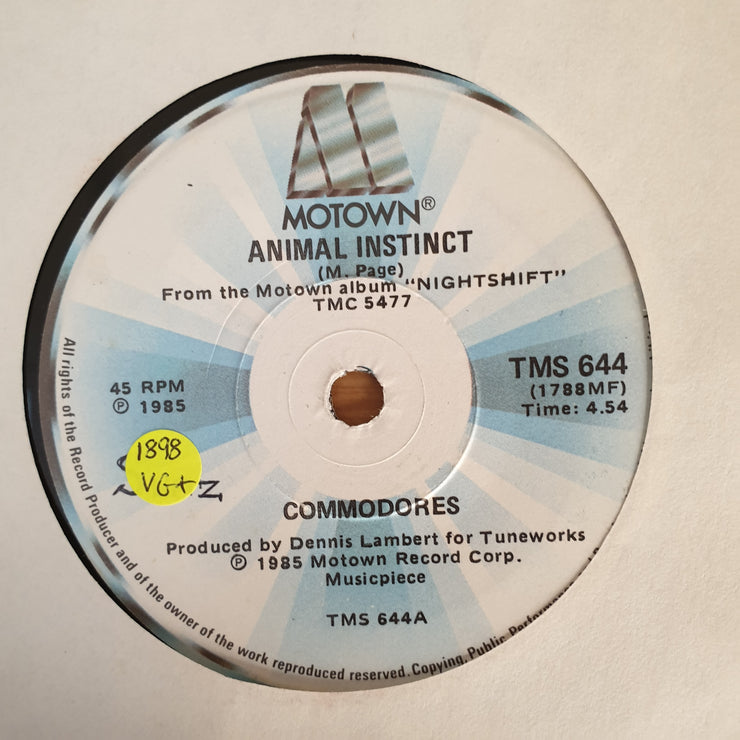 MOTOWN®
ANIMAL INSTINCT
(M. Page)
From the Motown album "NIGHTSHIFT"
TMC 5477
45 RPM
℗ 1985
TMS 644
(1788MF)
Time: 4.54
1898
VG+
COMMODORES
Produced by Dennis Lambert for Tuneworks
℗ 1985 Motown Record Corp.
Musicpiece
TMS 644A
All rights of the Record Producer and of the owner of the work reproduced reserved. Copying, Public